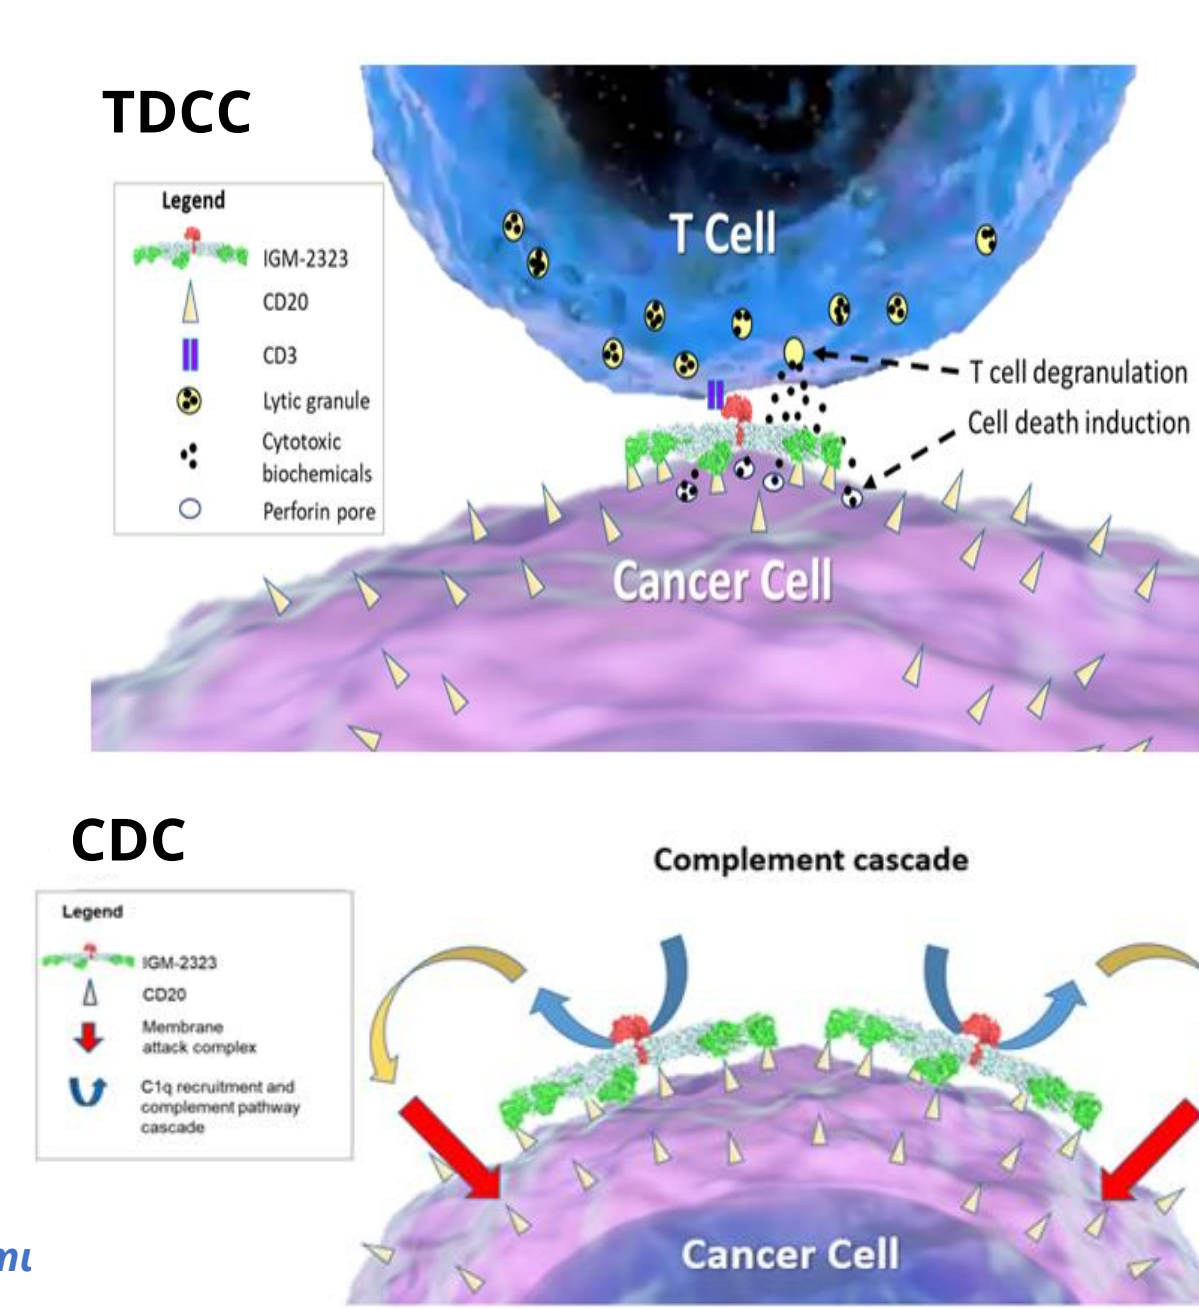 TDCC
Legend
IGM-2323
CD20
CD3
Lytic granule
Cytotoxic
biochemicals
Perforin pore
T Cell
T cell degranulation
Cell death induction
Cancer Cell
CDC
Complement cascade
Legend
IGM-2323
CD20
Membrane
attack complex
C1q recruitment and
complement pathway
cascade
Cancer Cell